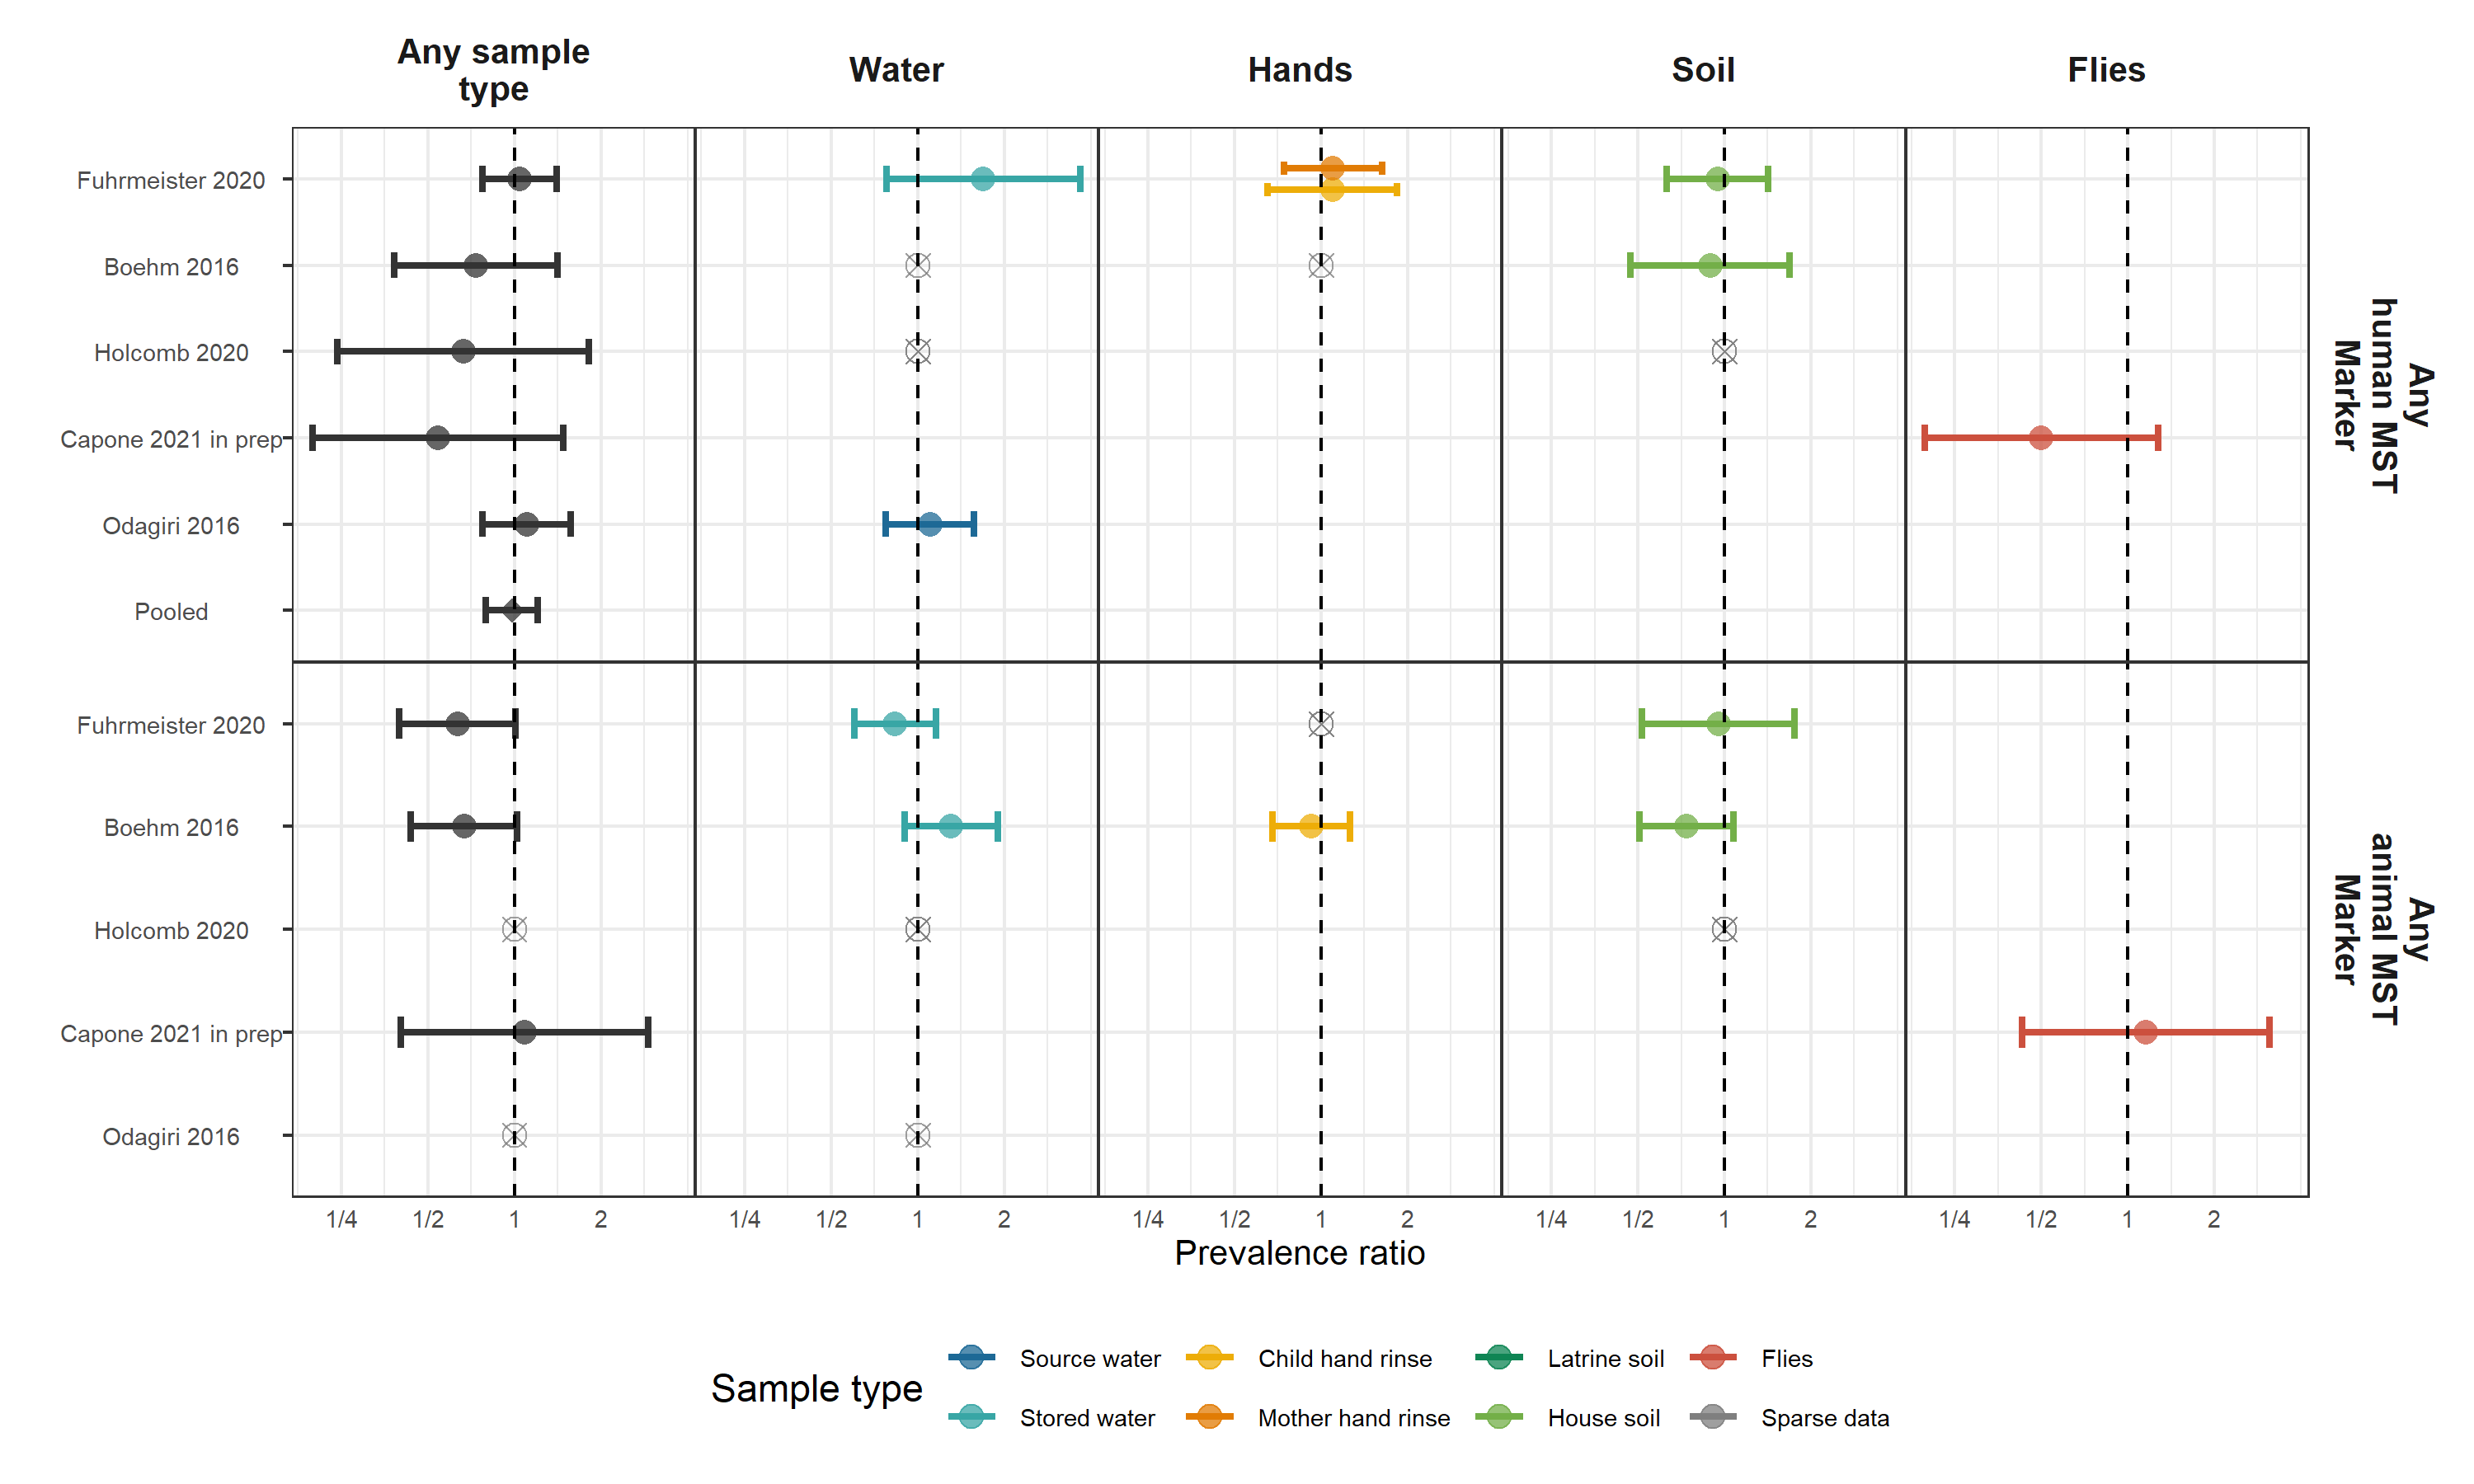 Any sample
type
Water
Hands
Soil
Flies
Fuhrmeister 2020
Boehm 2016
Holcomb 2020
Capone 2021 in prep
Odagiri 2016
Pooled
Any
human MST
Marker
Fuhrmeister 2020
Boehm 2016
Holcomb 2020
Capone 2021 in prep
Odagiri 2016
Any
animal MST
Marker
1/4 1/2 1 2
1/4 1/2 1 2
1/4 1/2 1 2
1/4 1/2 1 2
1/4 1/2 1 2
Prevalence ratio
Sample type
Source water
Stored water
Child hand rinse
Mother hand rinse
Latrine soil
House soil
Flies
Sparse data